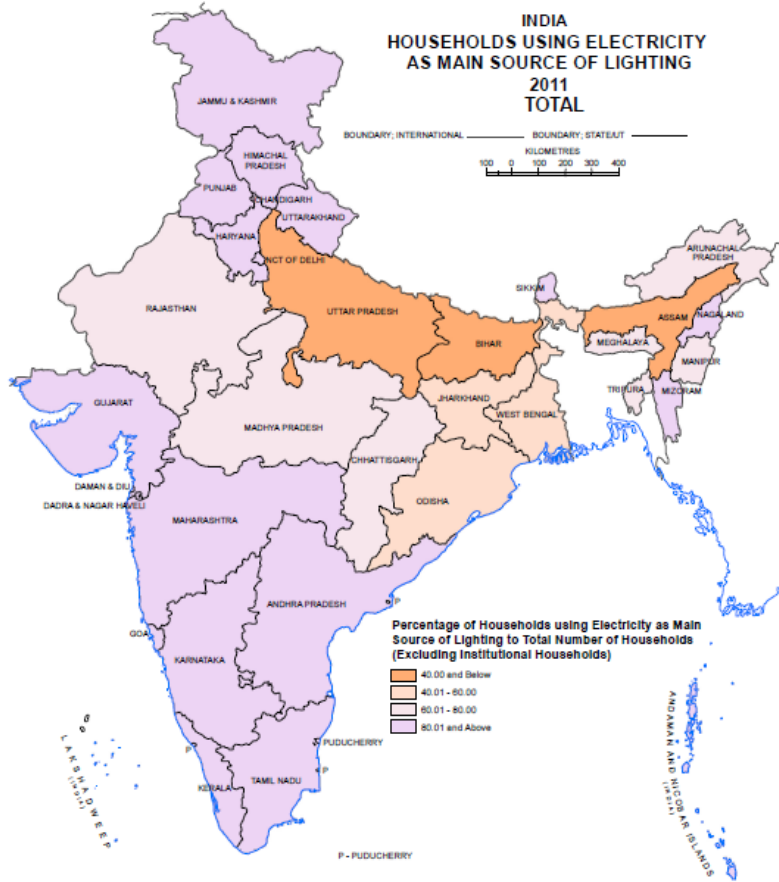 INDIA
HOUSEHOLDS USING ELECTRICITY
AS MAIN SOURCE OF LIGHTING
2011
TOTAL
BOUNDARY; INTERNATIONAL
BOUNDARY; STATE/UT
KILOMETRES
100 0 100 200 300 400
JAMMU & KASHMIR
HIMACHAL
PRADESH
PUNJAB
CHANDIGARH
UTTARAKHAND
HARYANA
NCT OF DELHI
ARUNACHAL
PRADESH
SIKKIM
RAJASTHAN
UTTAR PRADESH
ASSAM
NAGALAND
BIHAR
MEGHALAYA
MANIPUR
GUJARAT
JHARKHAND
TRIPURA
MIZORAM
WEST BENGAL
MADHYA PRADESH
CHHATTISGARH
DAMAN & DIU
DADRA & NAGAR HAVELI
ODISHA
MAHARASHTRA
ANDHRA PRADESH
P
GOA
KARNATAKA
Percentage of Households using Electricity as Main
Source of Lighting to Total Number of Households
(Excluding Institutional Households)
40.00 and Below
40.01 - 60.00
60.01 - 80.00
80.01 and Above
P
PUDUCHERRY
P
KERALA
TAMIL NADU
LAKSHADWEEP
(INDIA)
ANDAMAN AND NICOBAR ISLANDS
(INDIA)
P - PUDUCHERRY